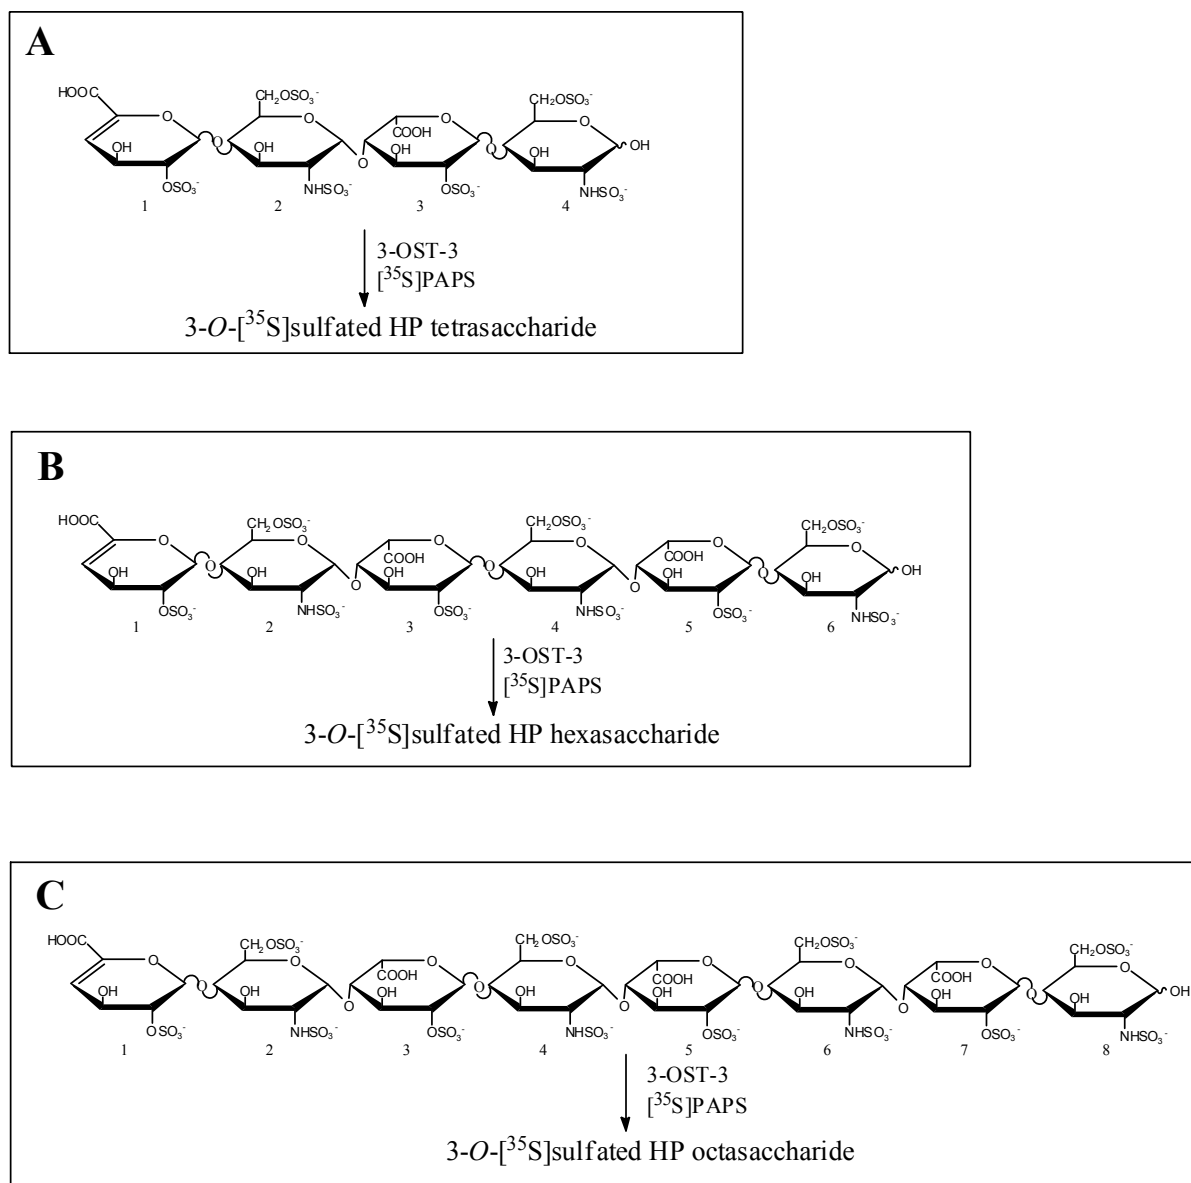 A
HOOC O CH₂OSO₃⁻ O COOH O CH₂OSO₃⁻ O
OH O OH OH O OH OH
OSO₃⁻ NHSO₃⁻ O OSO₃⁻ NHSO₃⁻
1 2 3 4
3-OST-3
[³⁵S]PAPS
3-O-[³⁵S]sulfated HP tetrasaccharide
B
HOOC O CH₂OSO₃⁻ O COOH O CH₂OSO₃⁻ O COOH O CH₂OSO₃⁻ O
OH O OH OH O OH OH O OH OH
OSO₃⁻ NHSO₃⁻ O OSO₃⁻ NHSO₃⁻ O OSO₃⁻ NHSO₃⁻
1 2 3 4 5 6
3-OST-3
[³⁵S]PAPS
3-O-[³⁵S]sulfated HP hexasaccharide
C
HOOC O CH₂OSO₃⁻ O COOH O CH₂OSO₃⁻ O COOH O CH₂OSO₃⁻ O COOH O CH₂OSO₃⁻ O
OH O OH OH O OH OH O OH OH O OH OH
OSO₃⁻ NHSO₃⁻ O OSO₃⁻ NHSO₃⁻ O OSO₃⁻ NHSO₃⁻ O OSO₃⁻ NHSO₃⁻
1 2 3 4 5 6 7 8
3-OST-3
[³⁵S]PAPS
3-O-[³⁵S]sulfated HP octasaccharide